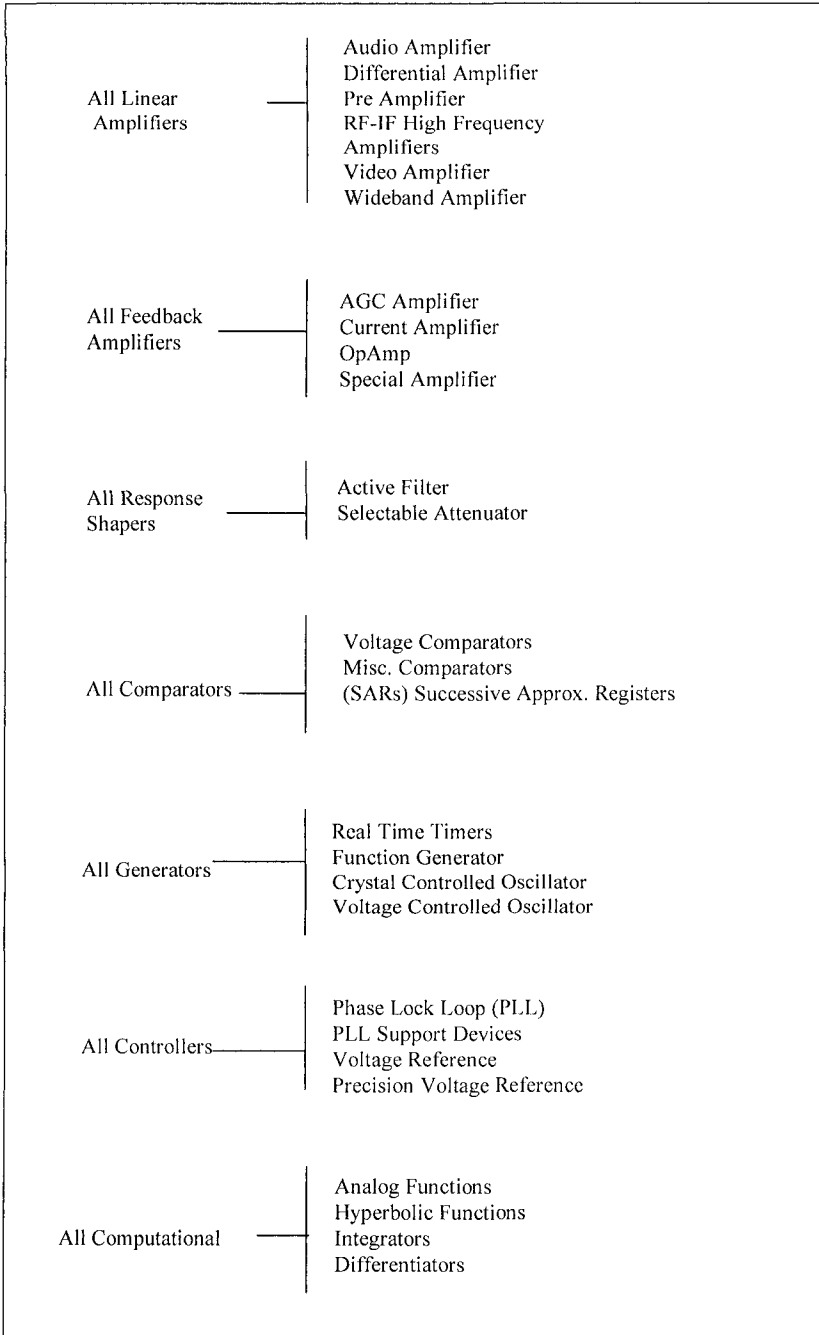 All Linear
Amplifiers
Audio Amplifier
Differential Amplifier
Pre Amplifier
RF-IF High Frequency
Amplifiers
Video Amplifier
Wideband Amplifier
All Feedback
Amplifiers
AGC Amplifier
Current Amplifier
OpAmp
Special Amplifier
All Response
Shapers
Active Filter
Selectable Attenuator
All Comparators
Voltage Comparators
Misc. Comparators
(SARs) Successive Approx. Registers
All Generators
Real Time Timers
Function Generator
Crystal Controlled Oscillator
Voltage Controlled Oscillator
All Controllers
Phase Lock Loop (PLL)
PLL Support Devices
Voltage Reference
Precision Voltage Reference
All Computational
Analog Functions
Hyperbolic Functions
Integrators
Differentiators